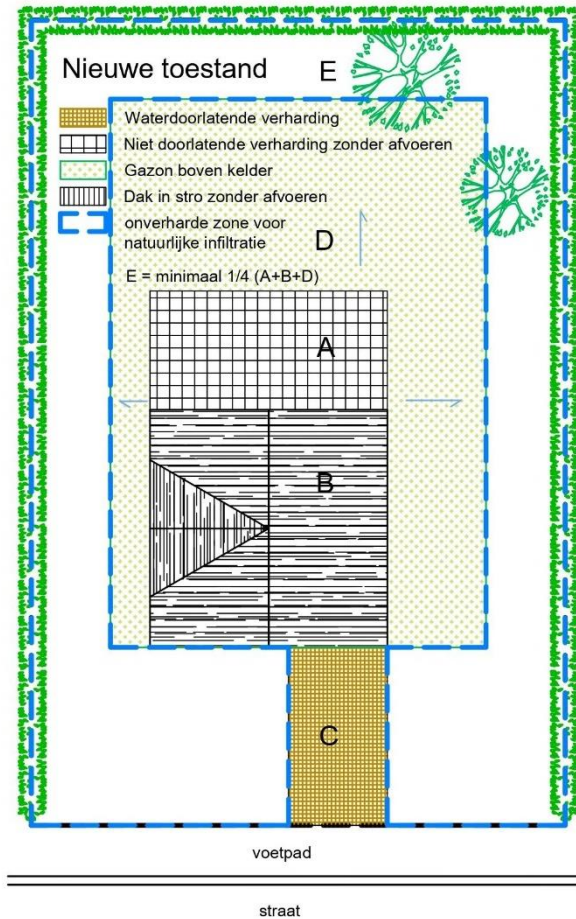 Nieuwe toestand
E
Waterdoorlatende verharding
Niet doorlatende verharding zonder afvoeren
Gazon boven kelder
Dak in stro zonder afvoeren
onverharde zone voor
natuurlijke infiltratie
D
E = minimaal 1/4 (A+B+D)
A
B
C
voetpad
straat